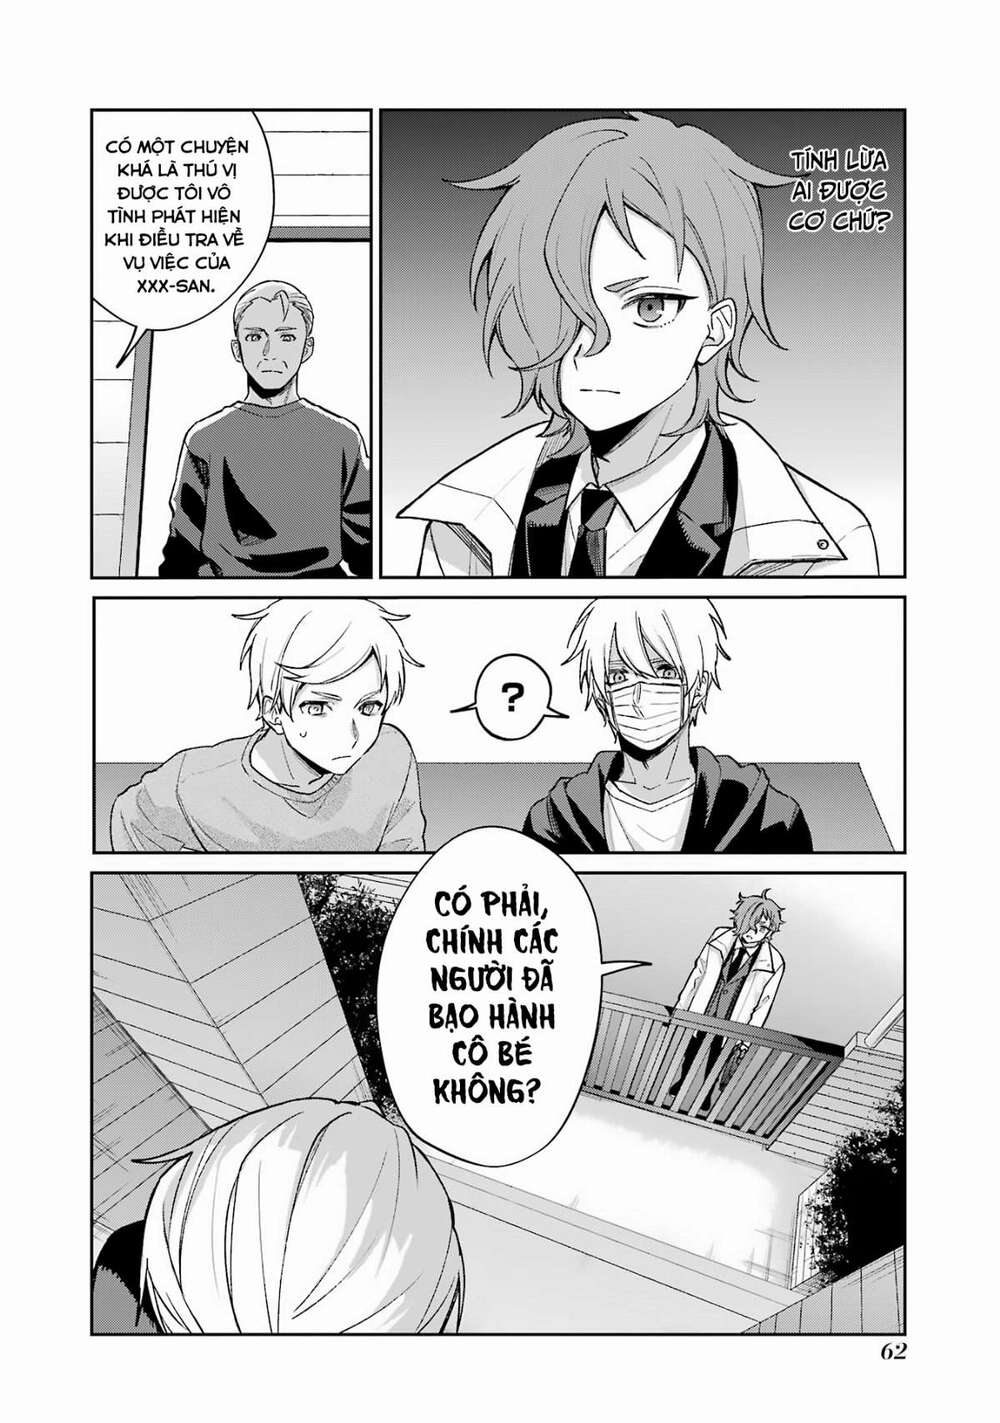 TÍNH LỪA
AI ĐƯỢC
CƠ CHỨ?
CÓ MỘT CHUYỆN
KHÁ LÀ THÚ VỊ
ĐƯỢC TÔI VÔ
TÌNH PHÁT HIỆN
KHI ĐIỀU TRA VỀ
VỤ VIỆC CỦA
XXX-SAN.
?
CÓ PHẢI,
CHÍNH CÁC
NGƯỜI ĐÃ
BẠO HÀNH
CÔ BÉ
KHÔNG?
62